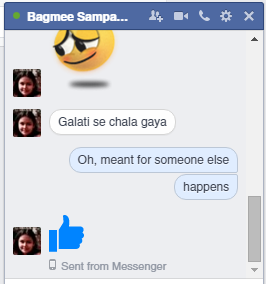 Bagmee Sampa...
Galati se chala gaya
Oh, meant for someone else
happens
Sent from Messenger